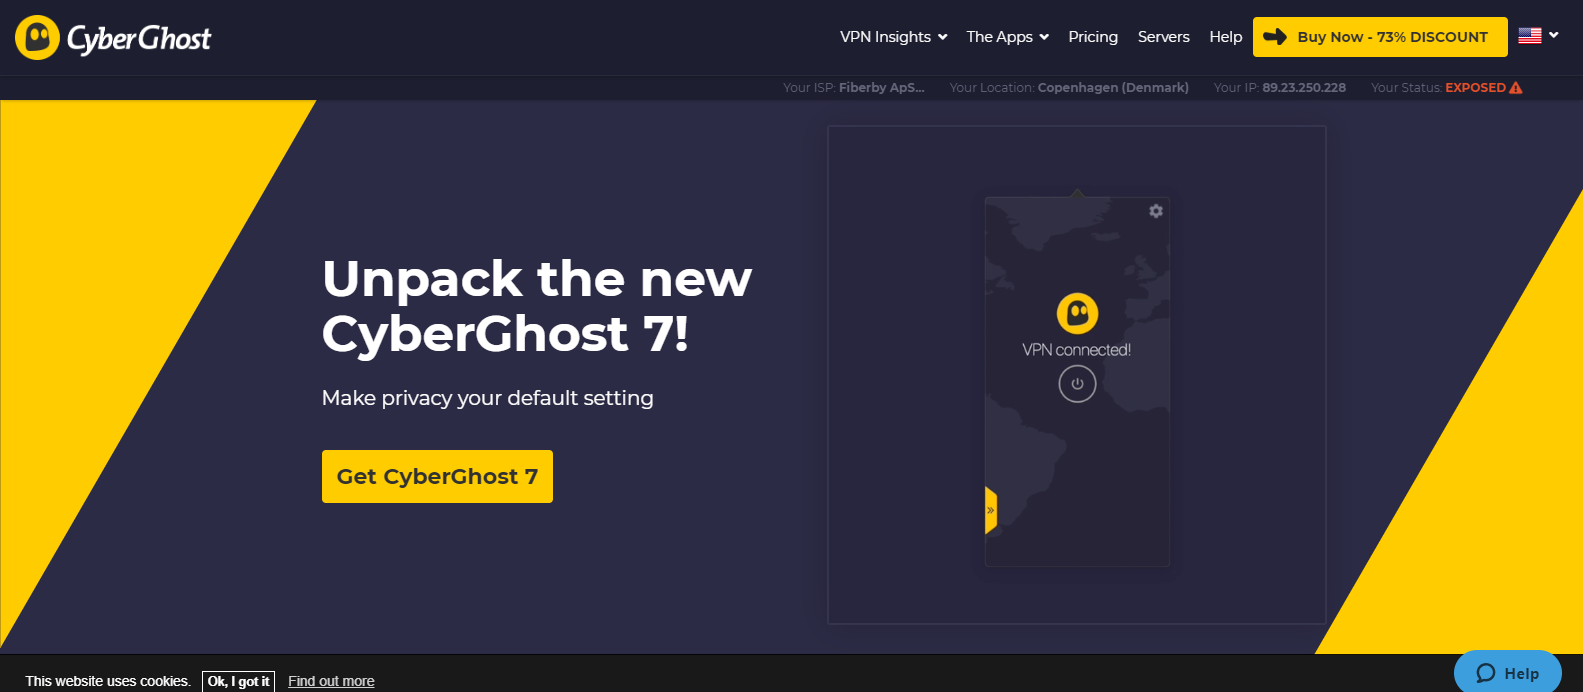 CyberGhost
VPN Insights The Apps Pricing Servers Help Buy Now - 73% DISCOUNT
Your ISP: Fiberby ApS... Your Location: Copenhagen (Denmark) Your IP: 89.23.250.228 Your Status: EXPOSED
Unpack the new
CyberGhost 7!
Make privacy your default setting
Get CyberGhost 7
VPN connected!
»
This website uses cookies. Ok, I got it Find out more
Help